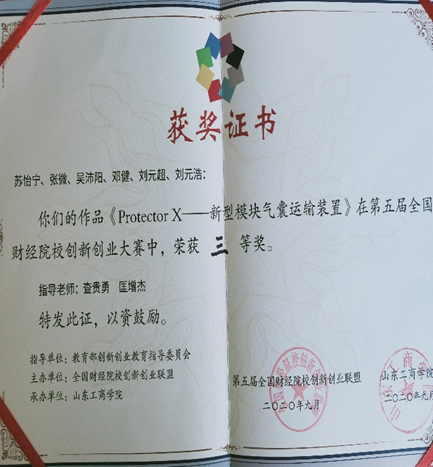 获奖证书
苏怡宁、张微、吴沛阳、邓健、刘元超、刘元浩：
你们的作品《Protector X——新型模块气囊运输装置》在第五届全国
财经院校创新创业大赛中，荣获 三 等奖。
指导老师：查贵勇 匡增杰
特发此证，以资鼓励。
指导单位：教育部创新创业教育指导委员会
主办单位：全国财经院校创新创业联盟
承办单位：山东工商学院
第五届全国财经院校创新创业联盟 山东工商学院
二〇二〇年九月 二〇二〇年九月